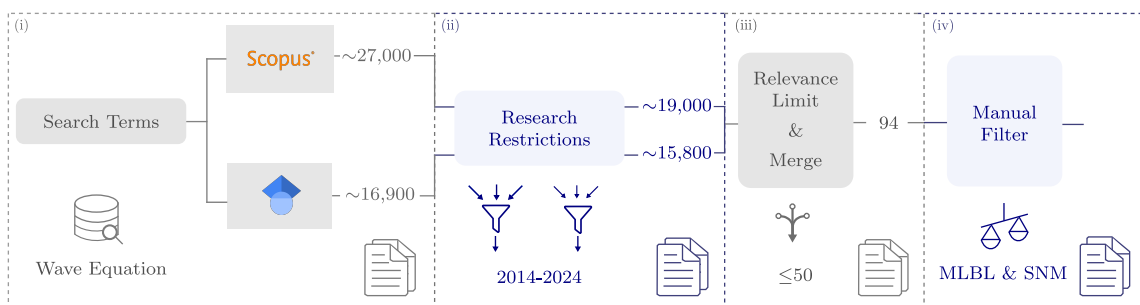 (i)
Search Terms
Scopus
~27,000
~16,900
Wave Equation
(ii)
Research
Restrictions
~19,000
~15,800
2014-2024
(iii)
Relevance
Limit
&
Merge
94
≤50
(iv)
Manual
Filter
MLBL & SNM